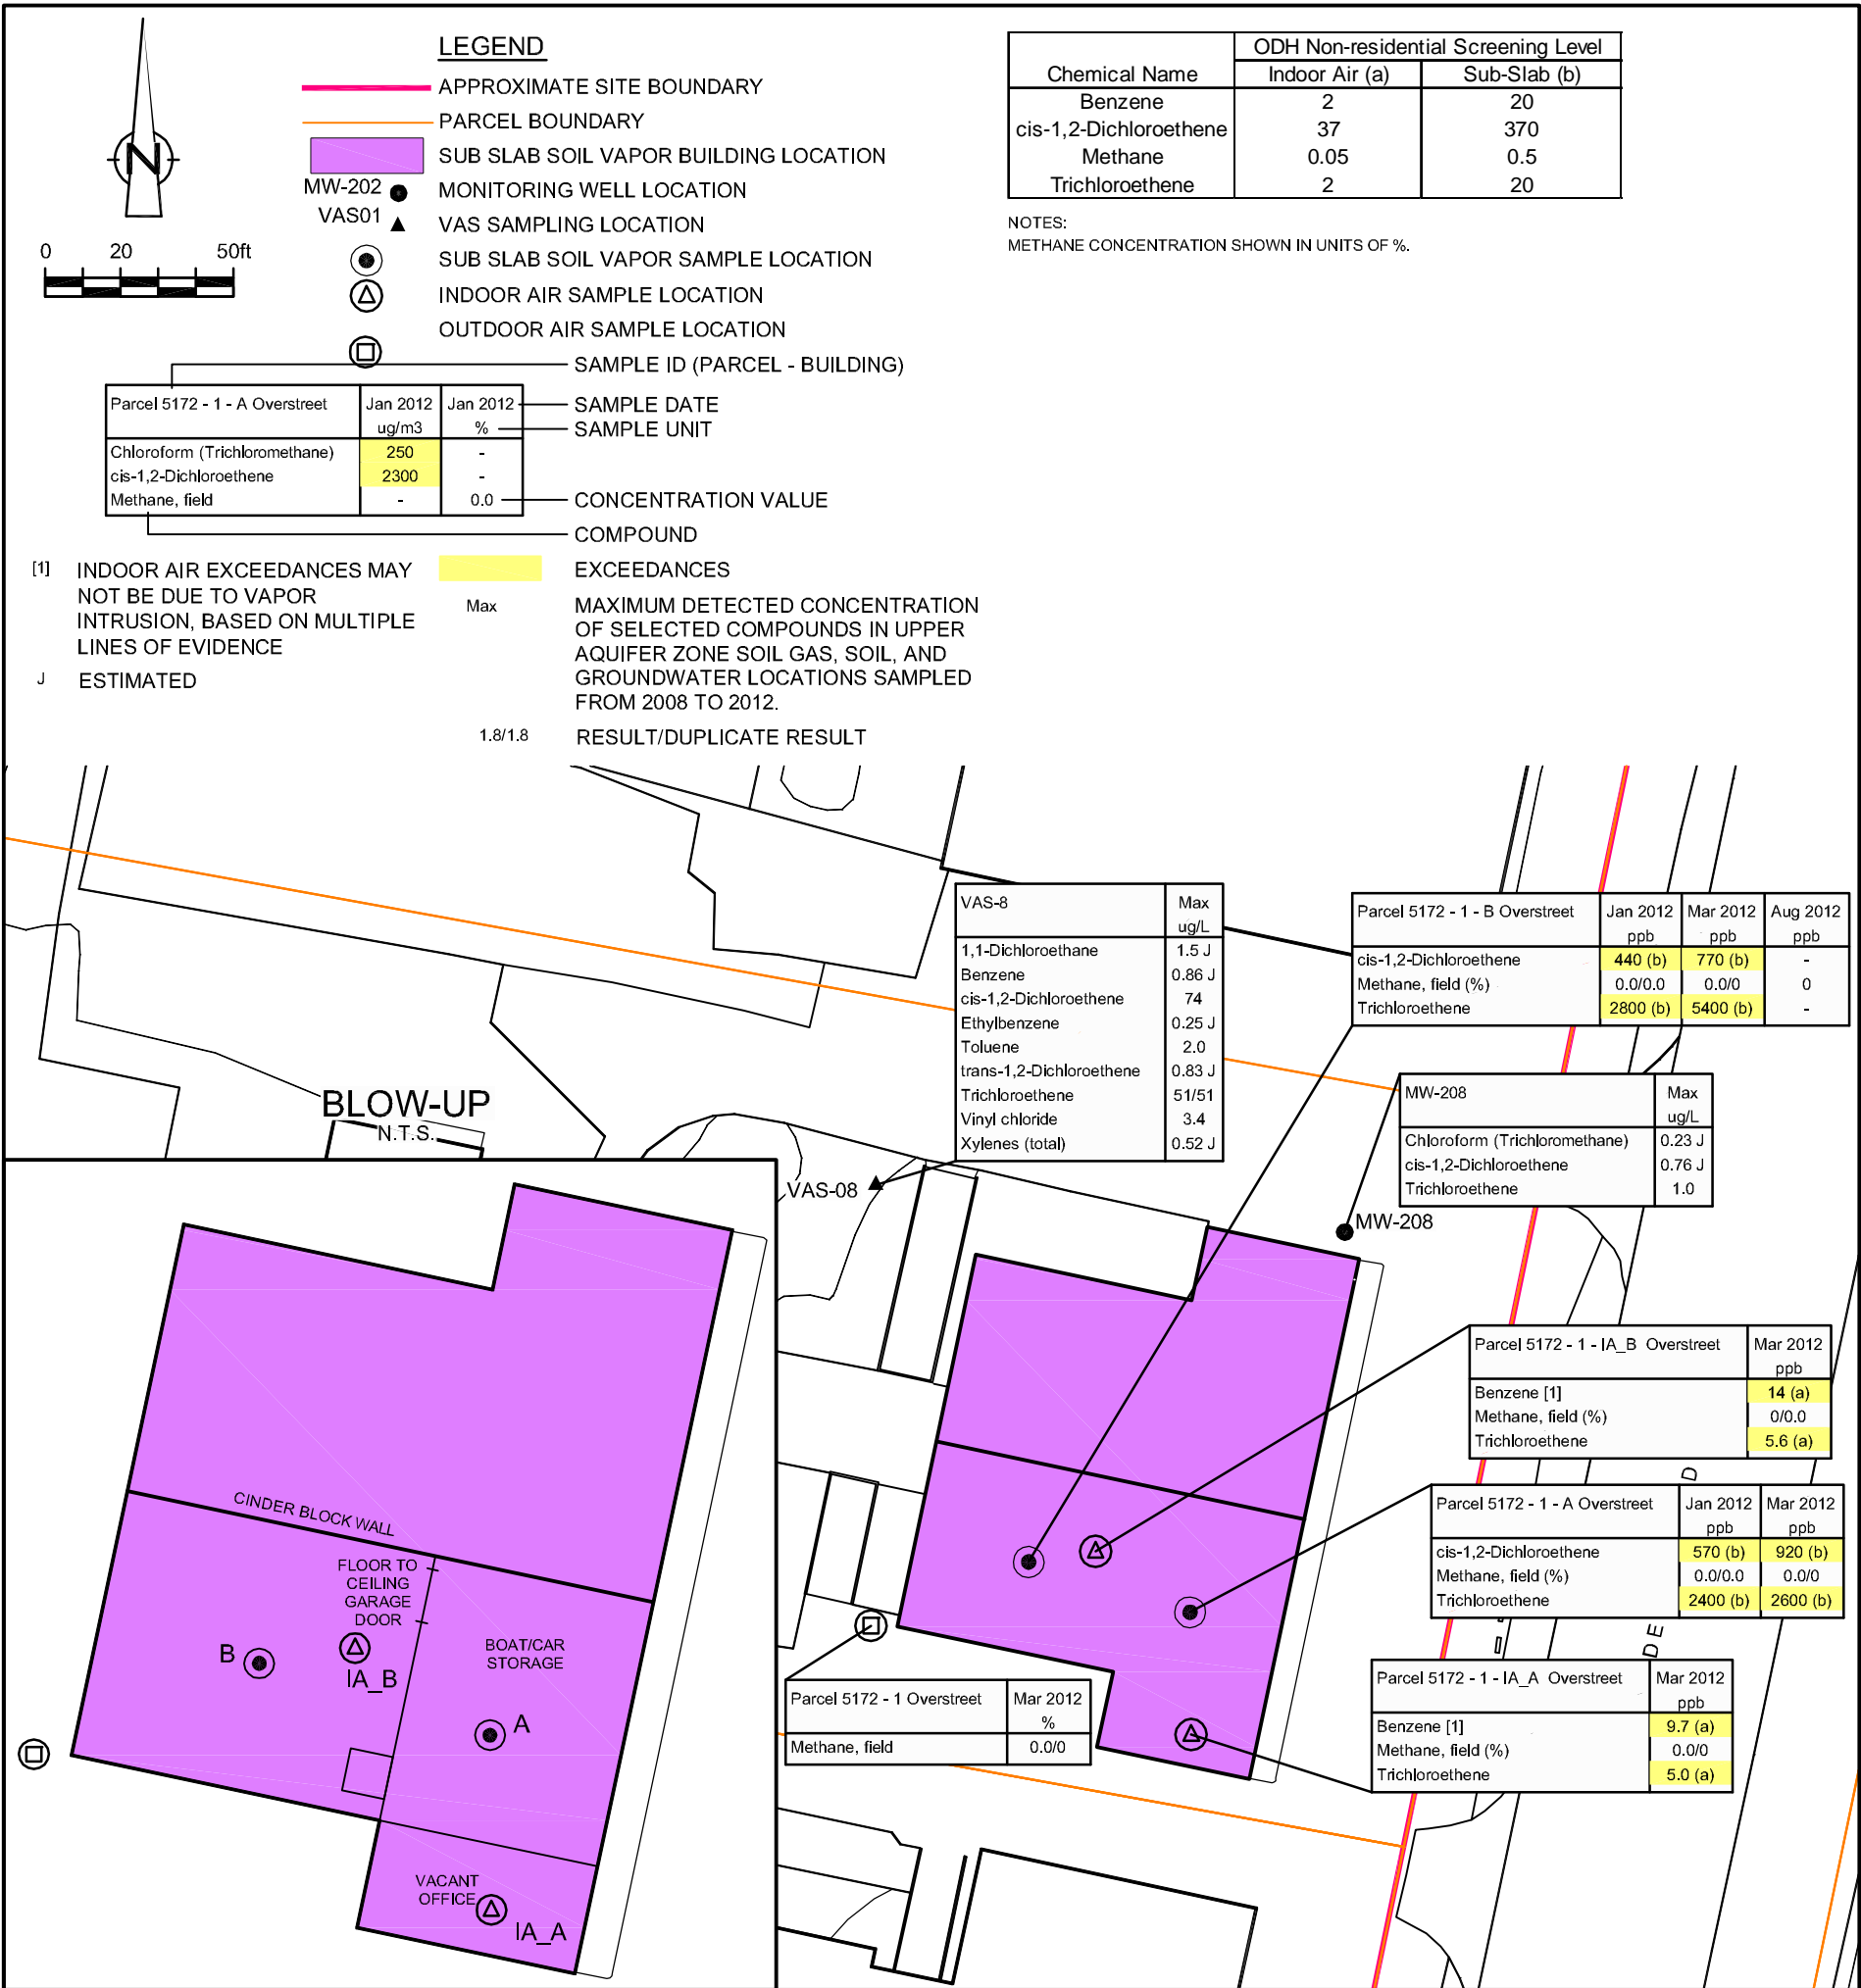 LEGEND
APPROXIMATE SITE BOUNDARY
PARCEL BOUNDARY
SUB SLAB SOIL VAPOR BUILDING LOCATION
MW-202 MONITORING WELL LOCATION
VAS01 VAS SAMPLING LOCATION
SUB SLAB SOIL VAPOR SAMPLE LOCATION
INDOOR AIR SAMPLE LOCATION
OUTDOOR AIR SAMPLE LOCATION
N
0 20 50ft
SAMPLE ID (PARCEL - BUILDING)
Parcel 5172 - 1 - A Overstreet Jan 2012 Jan 2012 SAMPLE DATE
ug/m3 % SAMPLE UNIT
Chloroform (Trichloromethane) 250 -
cis-1,2-Dichloroethene 2300 -
Methane, field - 0.0 CONCENTRATION VALUE
COMPOUND
[1] INDOOR AIR EXCEEDANCES MAY
NOT BE DUE TO VAPOR
INTRUSION, BASED ON MULTIPLE
LINES OF EVIDENCE
J ESTIMATED
EXCEEDANCES
Max MAXIMUM DETECTED CONCENTRATION
OF SELECTED COMPOUNDS IN UPPER
AQUIFER ZONE SOIL GAS, SOIL, AND
GROUNDWATER LOCATIONS SAMPLED
FROM 2008 TO 2012.
1.8/1.8 RESULT/DUPLICATE RESULT
ODH Non-residential Screening Level
Chemical Name Indoor Air (a) Sub-Slab (b)
Benzene 2 20
cis-1,2-Dichloroethene 37 370
Methane 0.05 0.5
Trichloroethene 2 20
NOTES:
METHANE CONCENTRATION SHOWN IN UNITS OF %.
VAS-8 Max
ug/L
1,1-Dichloroethane 1.5 J
Benzene 0.86 J
cis-1,2-Dichloroethene 74
Ethylbenzene 0.25 J
Toluene 2.0
trans-1,2-Dichloroethene 0.83 J
Trichloroethene 51/51
Vinyl chloride 3.4
Xylenes (total) 0.52 J
Parcel 5172 - 1 - B Overstreet Jan 2012 Mar 2012 Aug 2012
ppb ppb ppb
cis-1,2-Dichloroethene 440 (b) 770 (b) -
Methane, field (%) 0.0/0.0 0.0/0 0
Trichloroethene 2800 (b) 5400 (b) -
MW-208 Max
ug/L
Chloroform (Trichloromethane) 0.23 J
cis-1,2-Dichloroethene 0.76 J
Trichloroethene 1.0
BLOW-UP
N.T.S.
VAS-08
MW-208
Parcel 5172 - 1 - IA_B Overstreet Mar 2012
ppb
Benzene [1] 14 (a)
Methane, field (%) 0/0.0
Trichloroethene 5.6 (a)
D
Parcel 5172 - 1 - A Overstreet Jan 2012 Mar 2012
ppb ppb
cis-1,2-Dichloroethene 570 (b) 920 (b)
Methane, field (%) 0.0/0.0 0.0/0
Trichloroethene 2400 (b) 2600 (b)
DE
Parcel 5172 - 1 - IA_A Overstreet Mar 2012
ppb
Benzene [1] 9.7 (a)
Methane, field (%) 0.0/0
Trichloroethene 5.0 (a)
Parcel 5172 - 1 Overstreet Mar 2012
%
Methane, field 0.0/0
CINDER BLOCK WALL
FLOOR TO
CEILING
GARAGE
DOOR
BOAT/CAR
STORAGE
B
IA_B
A
VACANT
OFFICE
IA_A